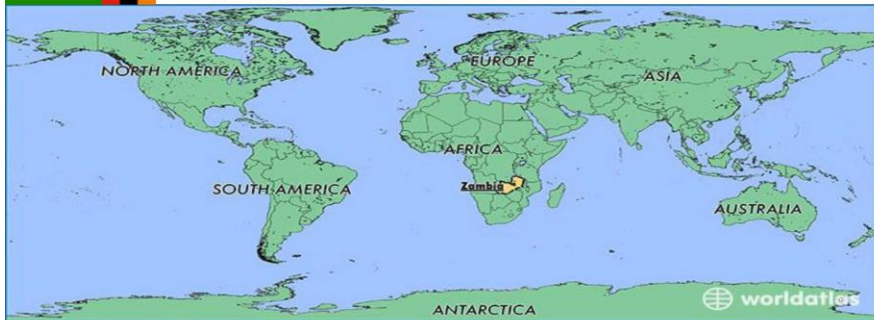 EUROPE
NORTH AMERICA
ASIA
AFRICA
Zambia
SOUTH AMERICA
AUSTRALIA
worldatlas
ANTARCTICA